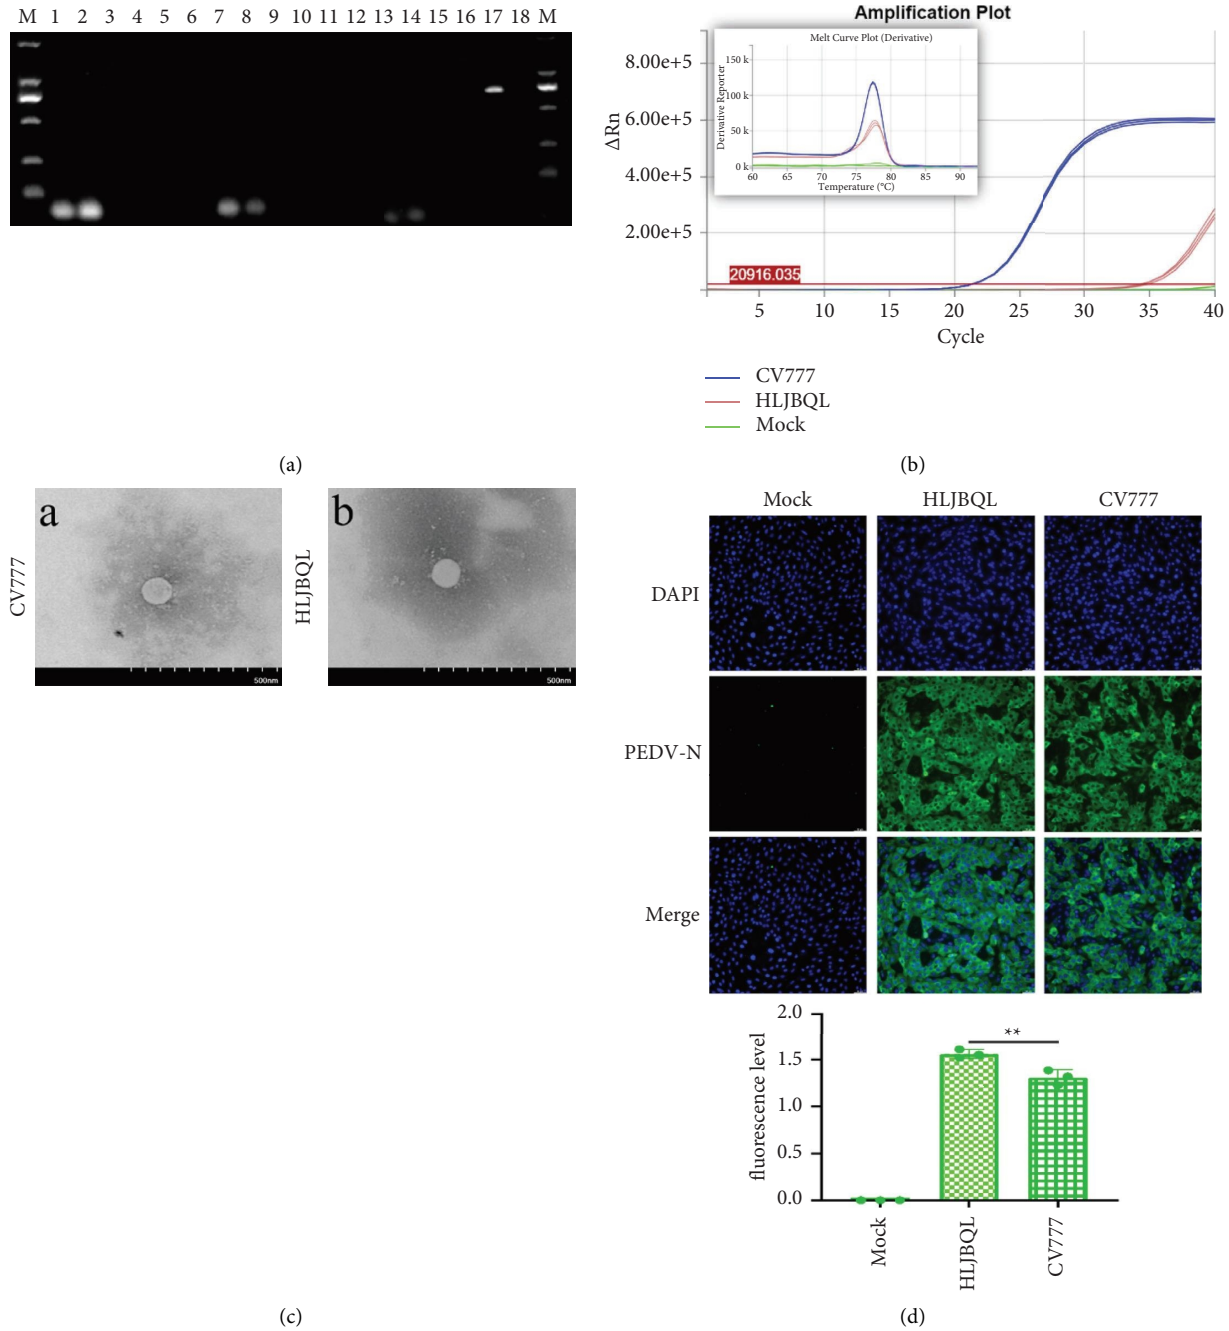 M 1 2 3 4 5 6 7 8 9 10 11 12 13 14 15 16 17 18 M
(a)
Amplification Plot
8.00e+5
6.00e+5
4.00e+5
2.00e+5
ΔRn
20916.035
5 10 15 20 25 30 35 40
Cycle
Melt Curve Plot (Derivative)
150 k
100 k
50 k
0 k
Derivative Reporter
60 65 70 75 80 85 90
Temperature (°C)
CV777
HLJBQL
Mock
(b)
CV777
a
500nm
HLJBQL
b
500nm
(c)
Mock HLJBQL CV777
DAPI
PEDV-N
Merge
2.0
1.5
1.0
0.5
0.0
fluorescence level
**
Mock
HLJBQL
CV777
(d)